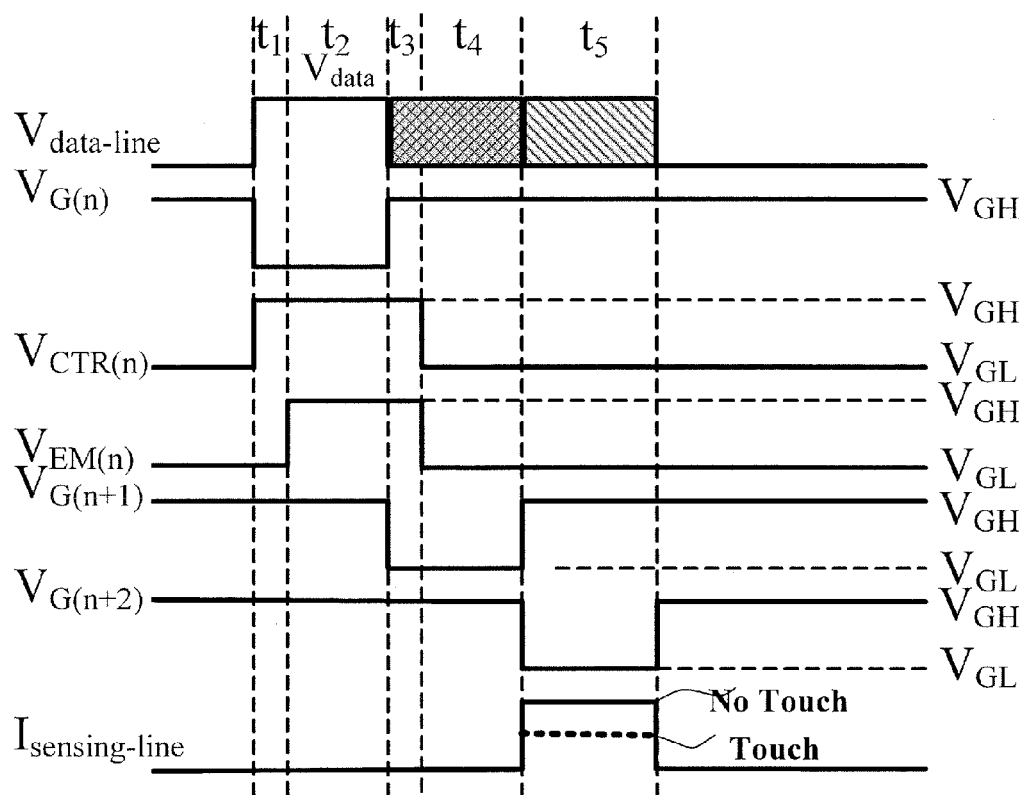 t1 t2 t3 t4 t5
Vdata
Vdata-line
VG(n)
VGH
VGH
VCTR(n)
VGL
VGH
VEM(n)
VGL
VG(n+1)
VGH
VGL
VG(n+2)
VGH
VGL
No Touch
Isensing-line
Touch